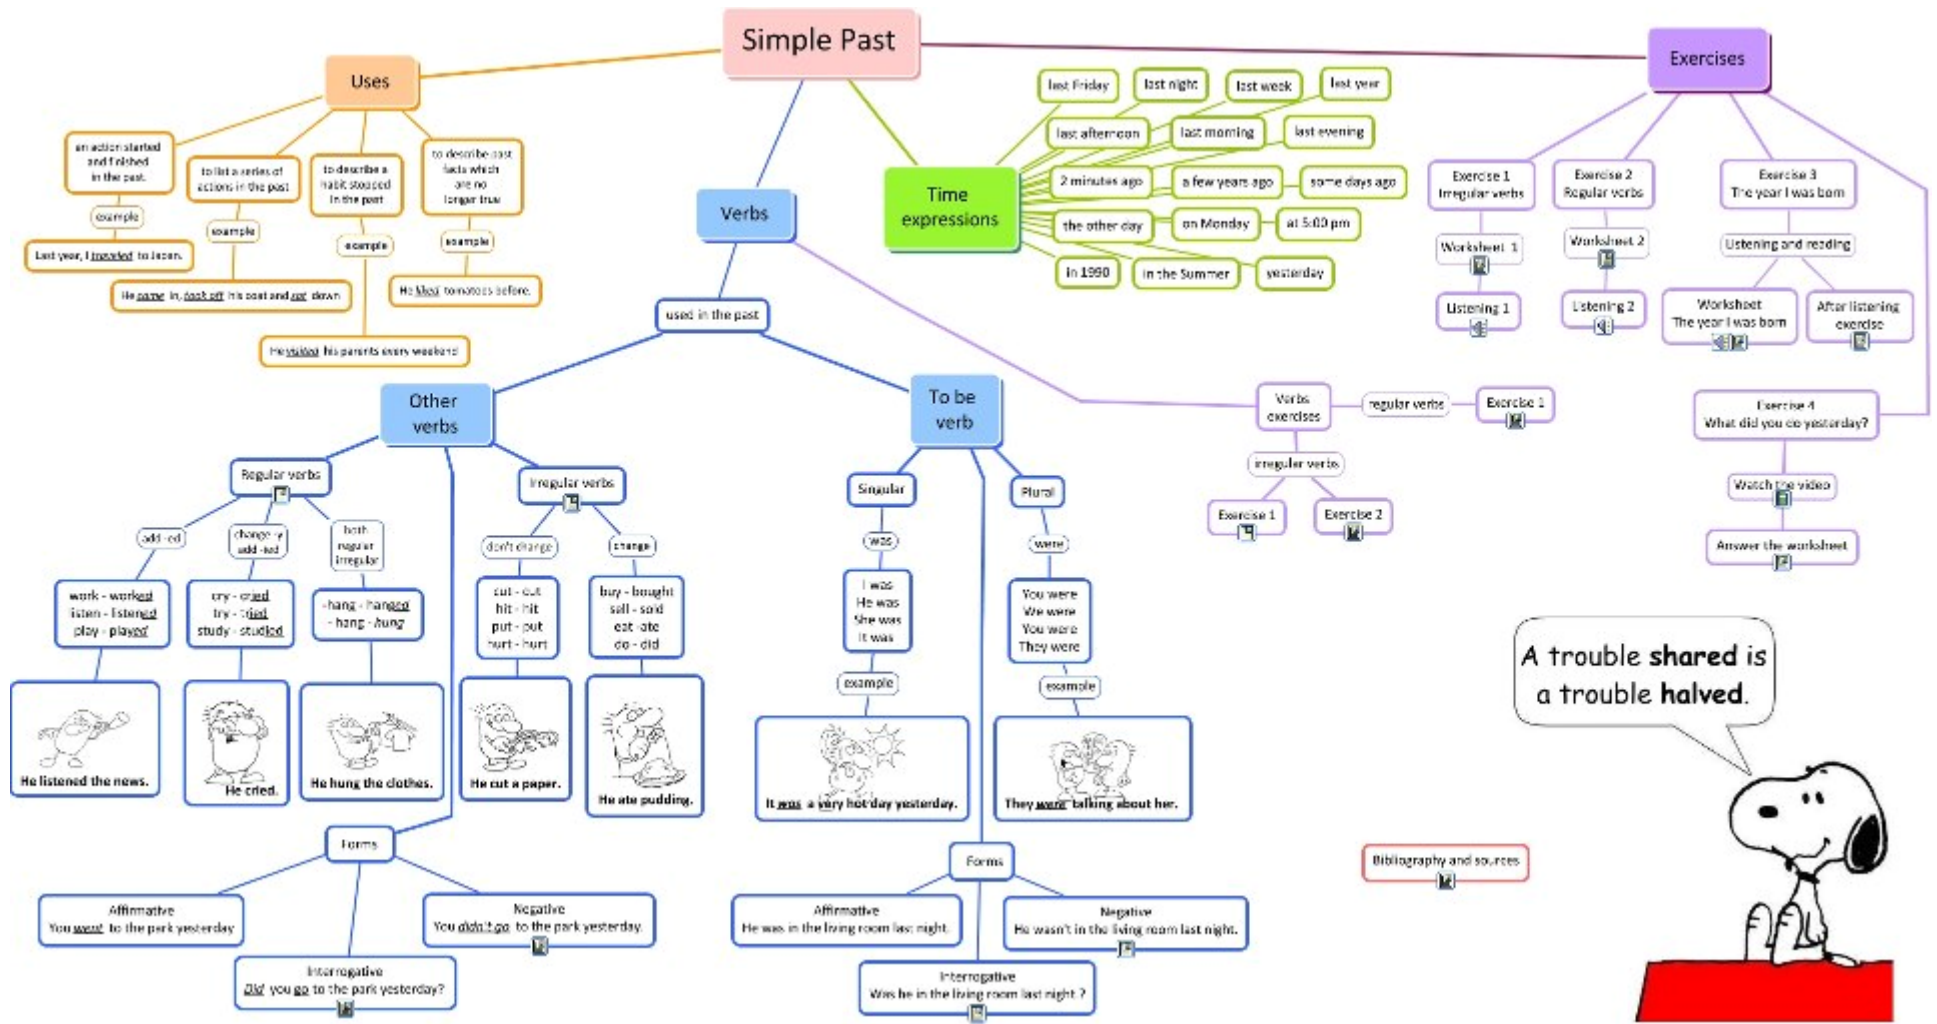 Simple Past
Uses
an action started
and finished
in the past.
example
Last year, I traveled to Japan.
to list a series of
actions in the past
example
He came in, took off his coat and sat down
to describe a
habit stopped
in the past
example
He visited his parents every weekend
to describe past
facts which
are no
longer true
example
He liked tomatoes before.
Verbs
used in the past
Time
expressions
last Friday
last night
last week
last year
last afternoon
last morning
last evening
2 minutes ago
a few years ago
some days ago
the other day
on Monday
at 5:00 pm
in 1990
in the Summer
yesterday
Exercises
Exercise 1
Irregular verbs
Worksheet 1
Listening 1
Exercise 2
Regular verbs
Worksheet 2
Listening 2
Exercise 3
The year I was born
Listening and reading
Worksheet
The year I was born
After listening
exercise
Exercise 4
What did you do yesterday?
Watch the video
Answer the worksheet
Verbs
exercises
regular verbs
Exercise 1
irregular verbs
Exercise 1
Exercise 2
Other
verbs
Regular verbs
add -ed
work - worked
listen - listened
play - played
He listened the news.
change -y
add -ied
cry - cried
try - tried
study - studied
He cried.
both
regular
irregular
-hang - hanged
- hang - hung
He hung the clothes.
Irregular verbs
don't change
cut - cut
hit - hit
put - put
hurt - hurt
He cut a paper.
change
buy - bought
sell - sold
eat -ate
do - did
He ate pudding.
Forms
Affirmative
You went to the park yesterday
Interrogative
Did you go to the park yesterday?
Negative
You didn't go to the park yesterday.
To be
verb
Singular
was
I was
He was
She was
It was
example
It was a very hot day yesterday.
Plural
were
You were
We were
You were
They were
example
They were talking about her.
Forms
Affirmative
He was in the living room last night.
Interrogative
Was he in the living room last night ?
Negative
He wasn't in the living room last night.
Bibliography and sources
A trouble shared is
a trouble halved.